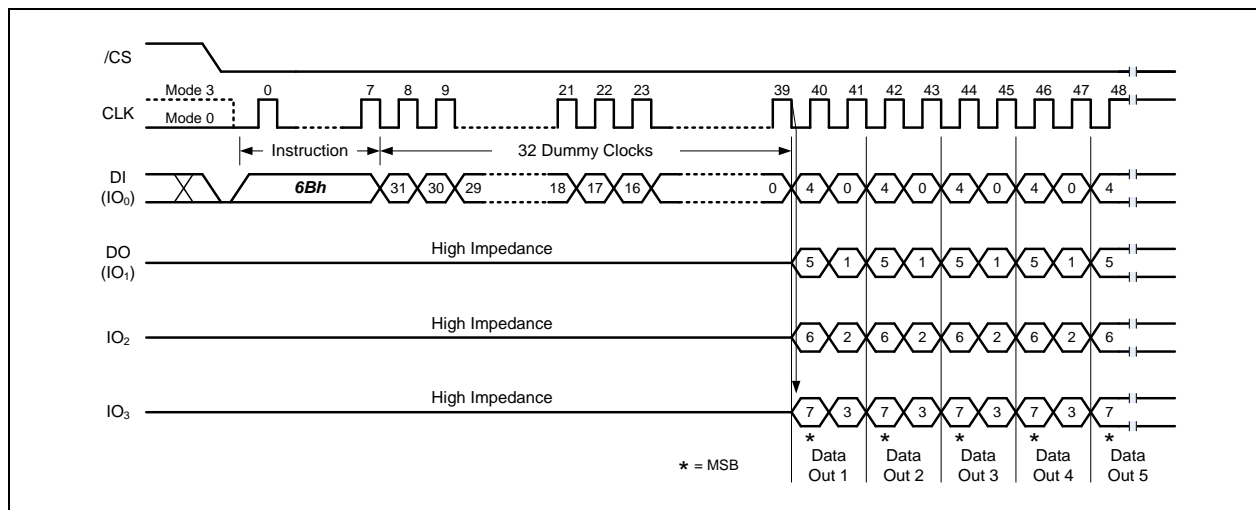 /CS
Mode 3 0 7 8 9 21 22 23 39 40 41 42 43 44 45 46 47 48
CLK
Mode 0
Instruction 32 Dummy Clocks
DI
(IO₀)
6Bh 31 30 29 18 17 16 0 4 0 4 0 4 0 4 0 4
High Impedance
DO
(IO₁)
5 1 5 1 5 1 5 1 5
High Impedance
IO₂ 6 2 6 2 6 2 6 2 6
High Impedance
IO₃ 7 3 7 3 7 3 7 3 7
* * * * *
* = MSB
Data Data Data Data Data
Out 1 Out 2 Out 3 Out 4 Out 5